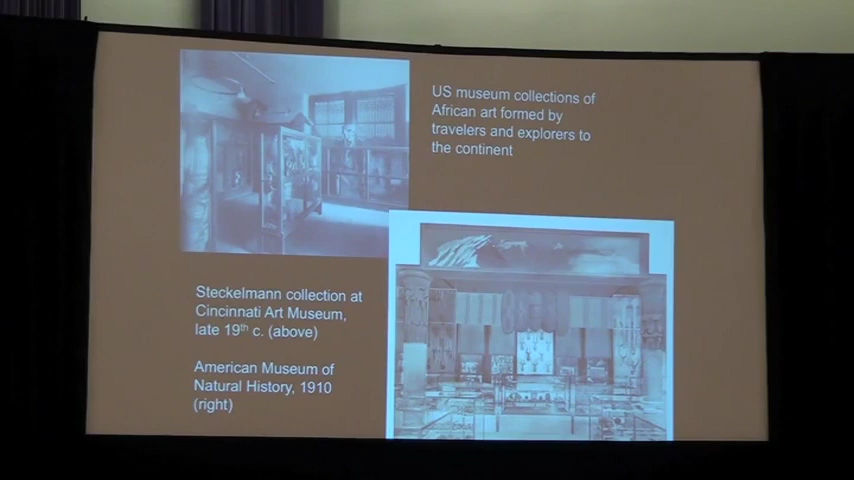 US museum collections of
African art formed by
travelers and explorers to
the continent
Steckelmann collection at
Cincinnati Art Museum,
late 19th c. (above)
American Museum of
Natural History, 1910
(right)